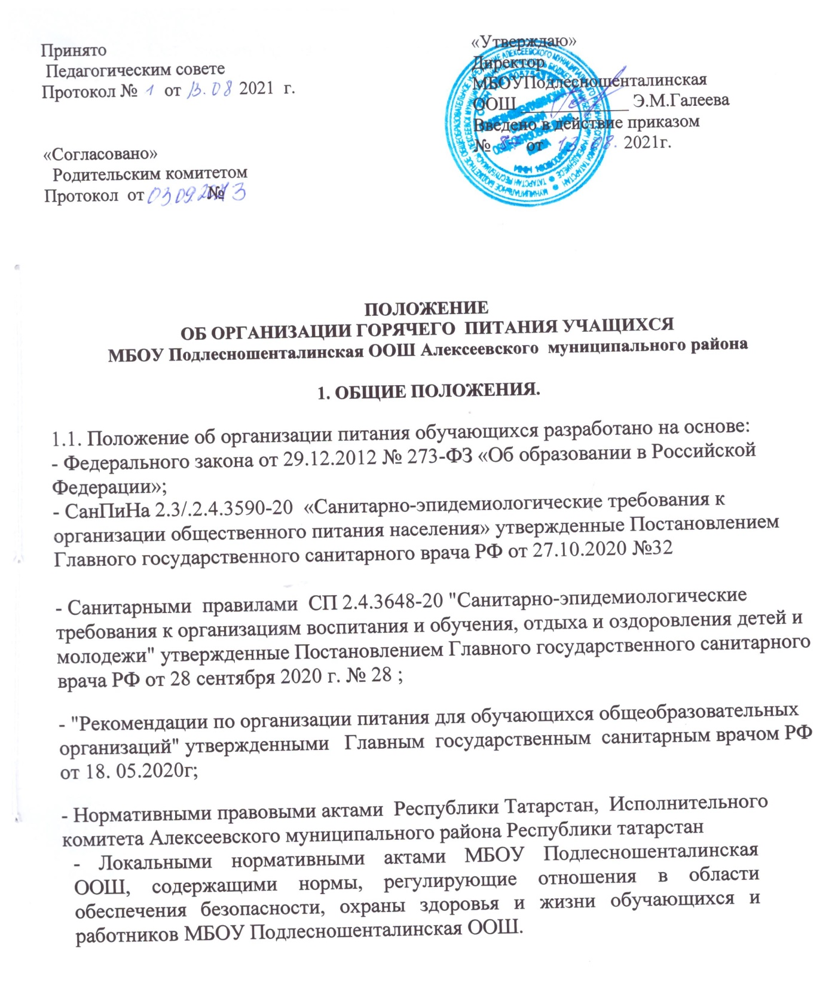 Принято
Педагогическим совете
Протокол № 1 от 13.08 2021 г.
«Согласовано»
Родительским комитетом
Протокол от 03.09. № 3
«Утверждаю»
Директор
МБОУПодлесношенталинская
ООШ ____________ Э.М.Галеева
Введено в действие приказом
№ от 13 08. 2021г.
ПОЛОЖЕНИЕ
ОБ ОРГАНИЗАЦИИ ГОРЯЧЕГО ПИТАНИЯ УЧАЩИХСЯ
МБОУ Подлесношенталинская ООШ Алексеевского муниципального района
1. ОБЩИЕ ПОЛОЖЕНИЯ.
1.1. Положение об организации питания обучающихся разработано на основе:
- Федерального закона от 29.12.2012 № 273-ФЗ «Об образовании в Российской
Федерации»;
- СанПиНа 2.3/.2.4.3590-20 «Санитарно-эпидемиологические требования к
организации общественного питания населения» утвержденные Постановлением
Главного государственного санитарного врача РФ от 27.10.2020 №32
- Санитарными правилами СП 2.4.3648-20 "Санитарно-эпидемиологические
требования к организациям воспитания и обучения, отдыха и оздоровления детей и
молодежи" утвержденные Постановлением Главного государственного санитарного
врача РФ от 28 сентября 2020 г. № 28 ;
- "Рекомендации по организации питания для обучающихся общеобразовательных
организаций" утвержденными Главным государственным санитарным врачом РФ
от 18. 05.2020г;
- Нормативными правовыми актами Республики Татарстан, Исполнительного
комитета Алексеевского муниципального района Республики татарстан
- Локальными нормативными актами МБОУ Подлесношенталинская
ООШ, содержащими нормы, регулирующие отношения в области
обеспечения безопасности, охраны здоровья и жизни обучающихся и
работников МБОУ Подлесношенталинская ООШ.